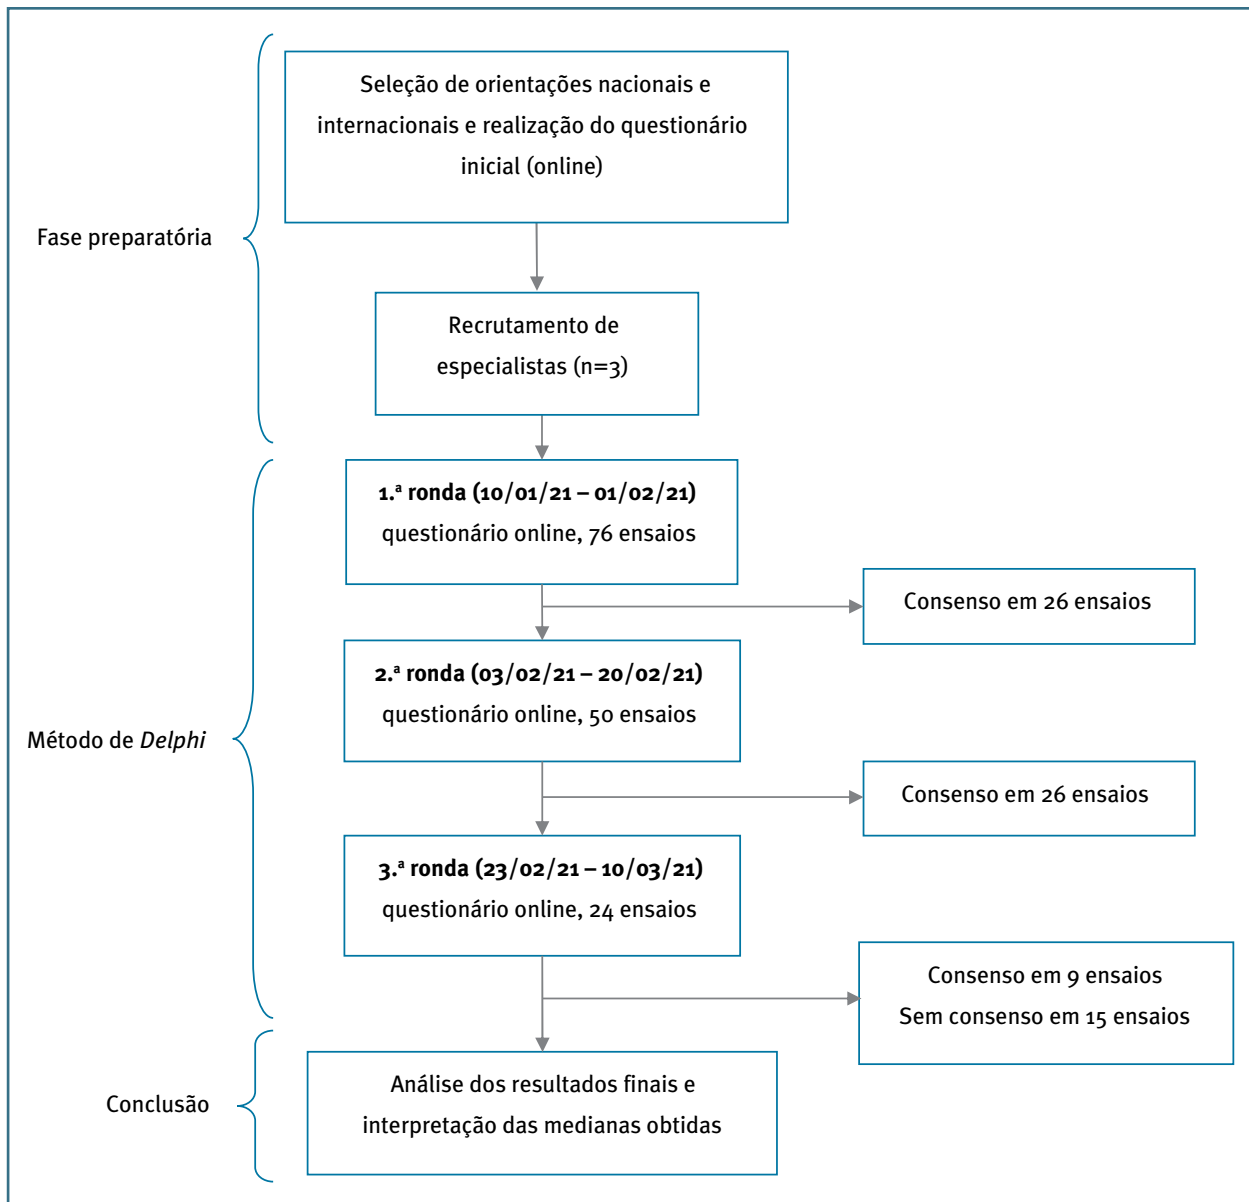 Seleção de orientações nacionais e
internacionais e realização do questionário
inicial (online)
Fase preparatória
Recrutamento de
especialistas (n=3)
1.ª ronda (10/01/21 – 01/02/21)
questionário online, 76 ensaios
Consenso em 26 ensaios
2.ª ronda (03/02/21 – 20/02/21)
questionário online, 50 ensaios
Método de Delphi
Consenso em 26 ensaios
3.ª ronda (23/02/21 – 10/03/21)
questionário online, 24 ensaios
Consenso em 9 ensaios
Sem consenso em 15 ensaios
Conclusão
Análise dos resultados finais e
interpretação das medianas obtidas